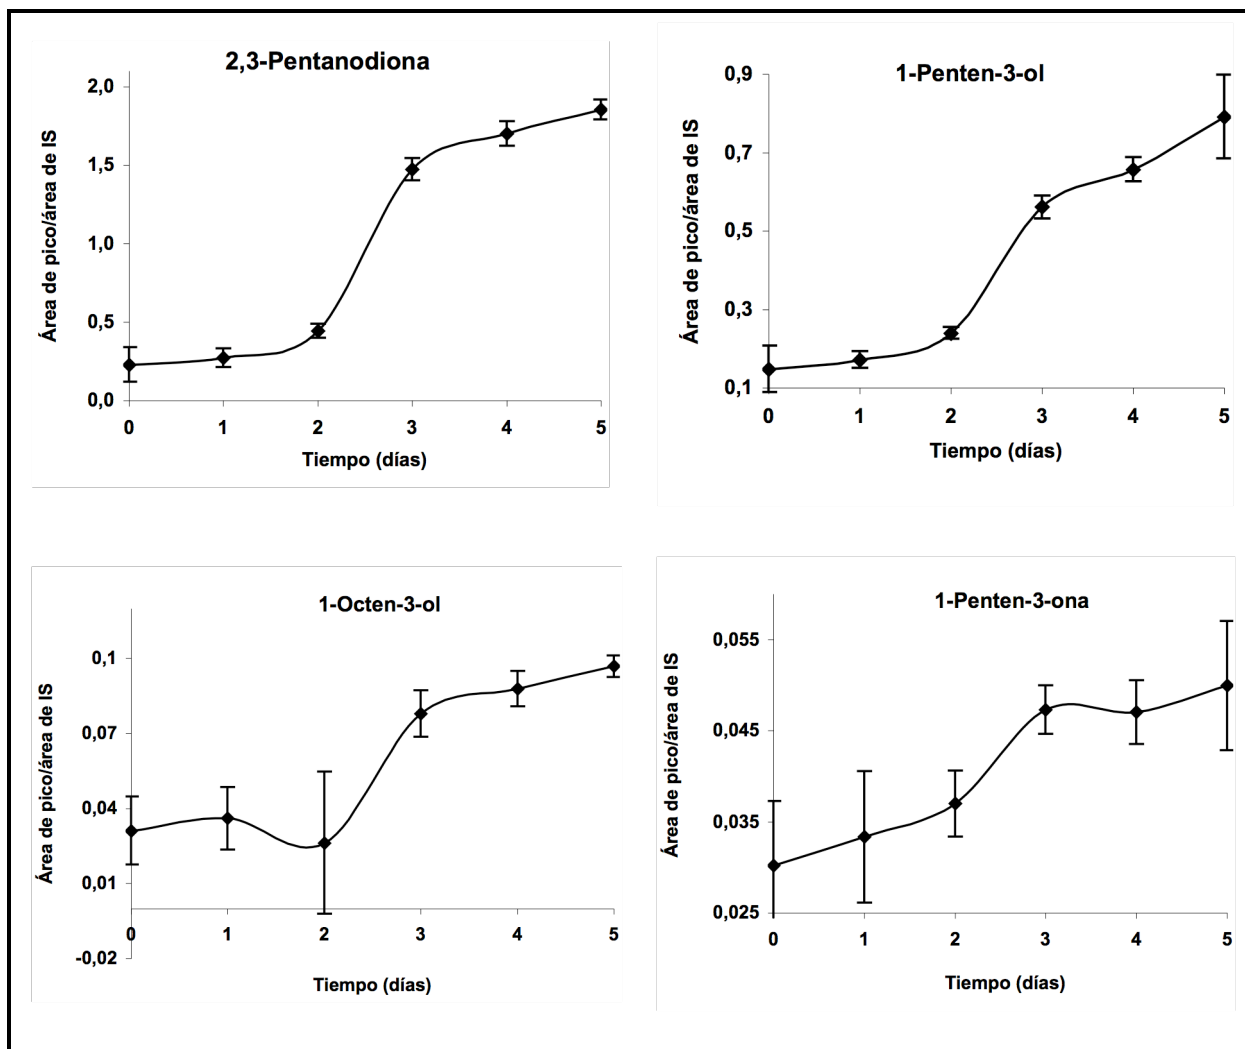 2,3-Pentanodiona
Área de pico/área de IS
2,0
1,5
1,0
0,5
0,0
0 1 2 3 4 5
Tiempo (días)
1-Penten-3-ol
Área de pico/área de IS
0,9
0,7
0,5
0,3
0,1
0 1 2 3 4 5
Tiempo (días)
1-Octen-3-ol
Área de pico/área de IS
0,1
0,07
0,04
0,01
-0,02
0 1 2 3 4 5
Tiempo (días)
1-Penten-3-ona
Área de pico/área de IS
0,055
0,045
0,035
0,025
0 1 2 3 4 5
Tiempo (días)